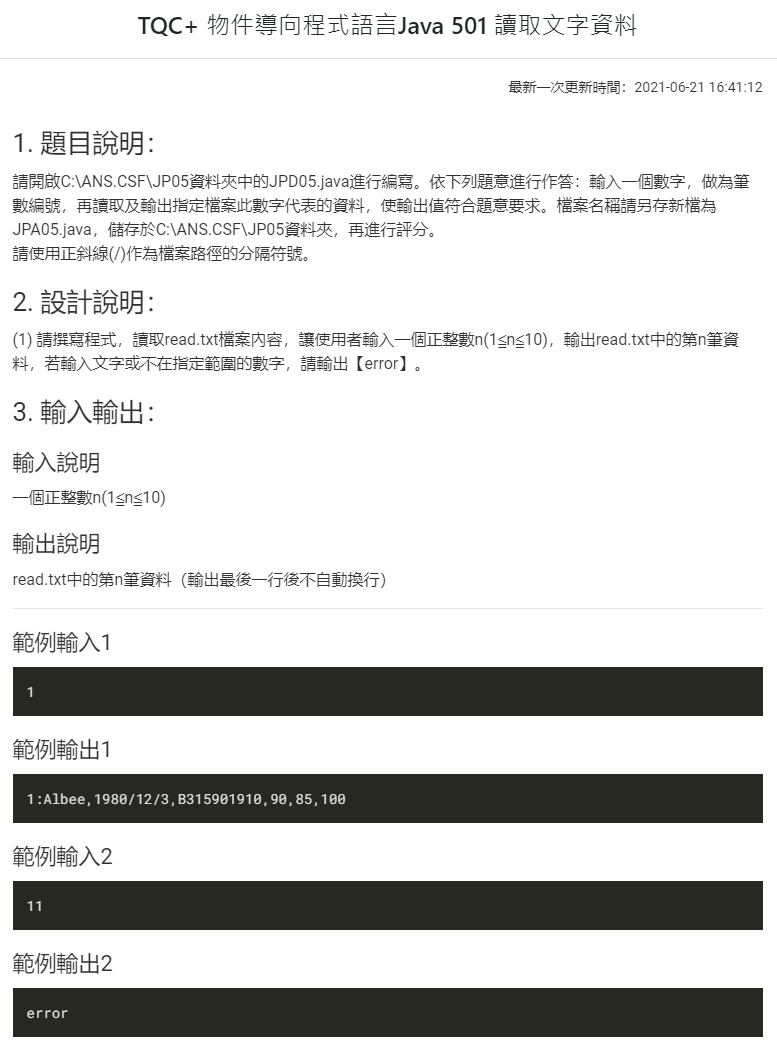 TQC+ 物件導向程式語言Java 501 讀取文字資料
最新一次更新時間：2021-06-21 16:41:12
1. 題目說明：
請開啟C:\ANS.CSF\JP05資料夾中的JPD05.java進行編寫。依下列題意進行作答：輸入一個數字，做為筆
數編號，再讀取及輸出指定檔案此數字代表的資料，使輸出值符合題意要求。檔案名稱請另存新檔為
JPA05.java，儲存於C:\ANS.CSF\JP05資料夾，再進行評分。
請使用正斜線(/)作為檔案路徑的分隔符號。
2. 設計說明：
(1) 請撰寫程式，讀取read.txt檔案內容，讓使用者輸入一個正整數n(1≦n≦10)，輸出read.txt中的第n筆資
料，若輸入文字或不在指定範圍的數字，請輸出【error】。
3. 輸入輸出：
輸入說明
一個正整數n(1≦n≦10)
輸出說明
read.txt中的第n筆資料（輸出最後一行後不自動換行）
範例輸入1
1
範例輸出1
1:Albee,1980/12/3,B315901910,90,85,100
範例輸入2
11
範例輸出2
error